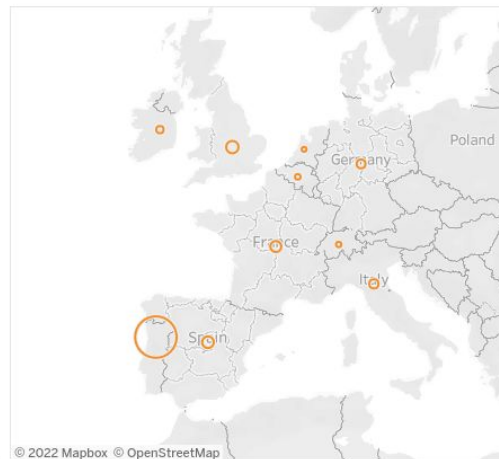 Poland
Germany
France
Italy
Spain
© 2022 Mapbox © OpenStreetMap